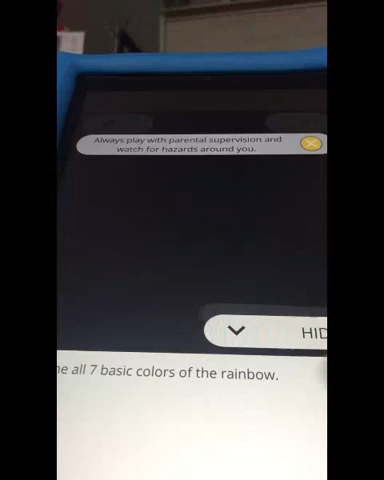 Always play with parental supervision and
watch for hazards around you.
HID
all 7 basic colors of the rainbow.